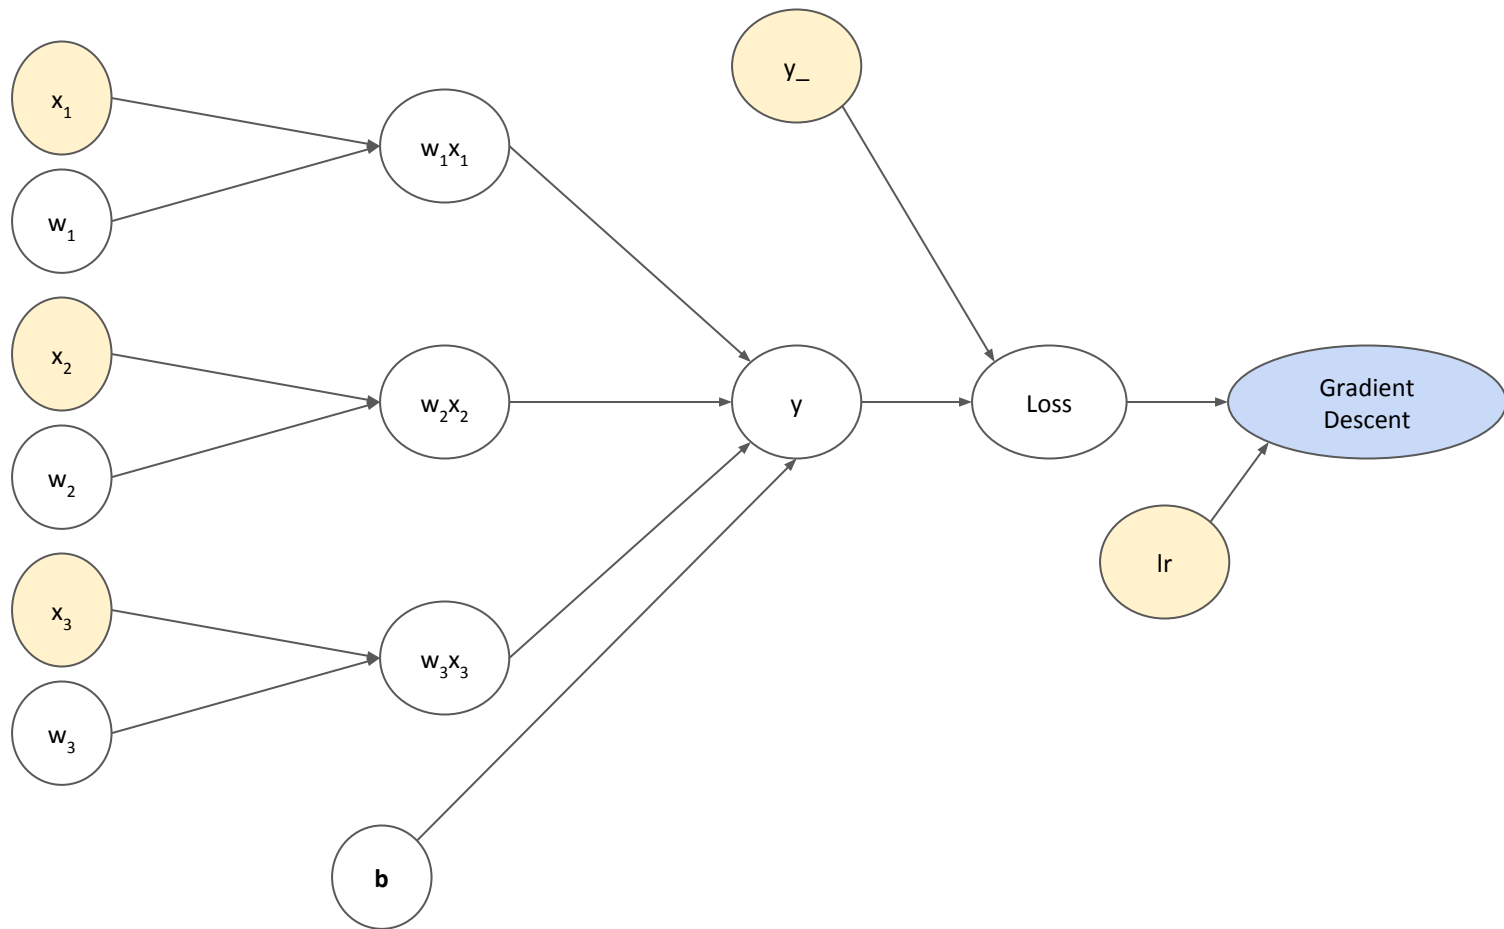 x₁
w₁
x₂
w₂
x₃
w₃
w₁x₁
w₂x₂
w₃x₃
b
y_
y
Loss
lr
Gradient
Descent